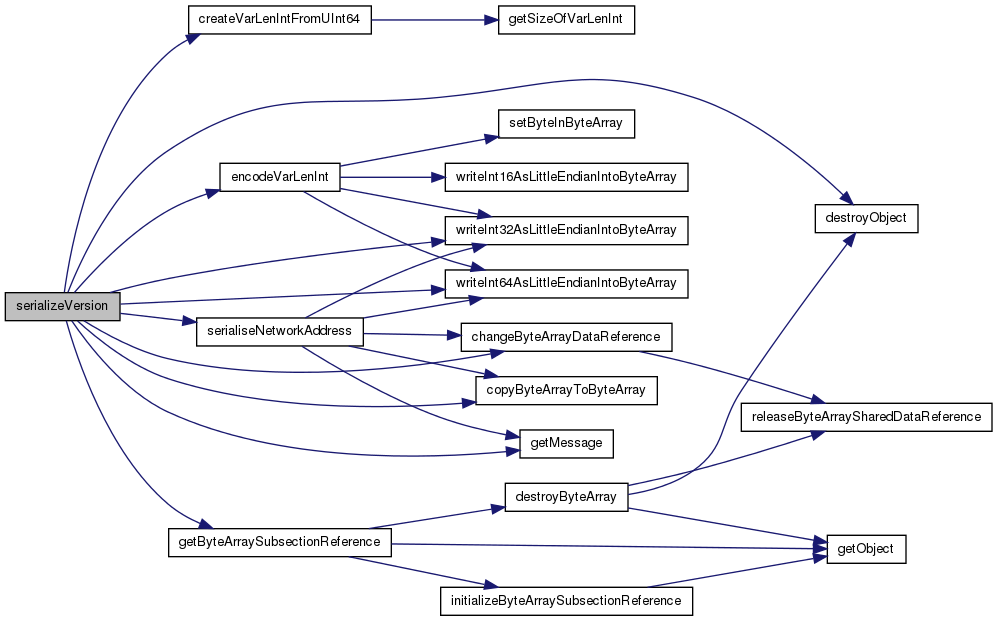 createVarLenIntFromUInt64
getSizeOfVarLenInt
setByteInByteArray
encodeVarLenInt
writeInt16AsLittleEndianIntoByteArray
destroyObject
writeInt32AsLittleEndianIntoByteArray
writeInt64AsLittleEndianIntoByteArray
serializeVersion
serialiseNetworkAddress
changeByteArrayDataReference
copyByteArrayToByteArray
releaseByteArraySharedDataReference
getMessage
destroyByteArray
getByteArraySubsectionReference
getObject
initializeByteArraySubsectionReference